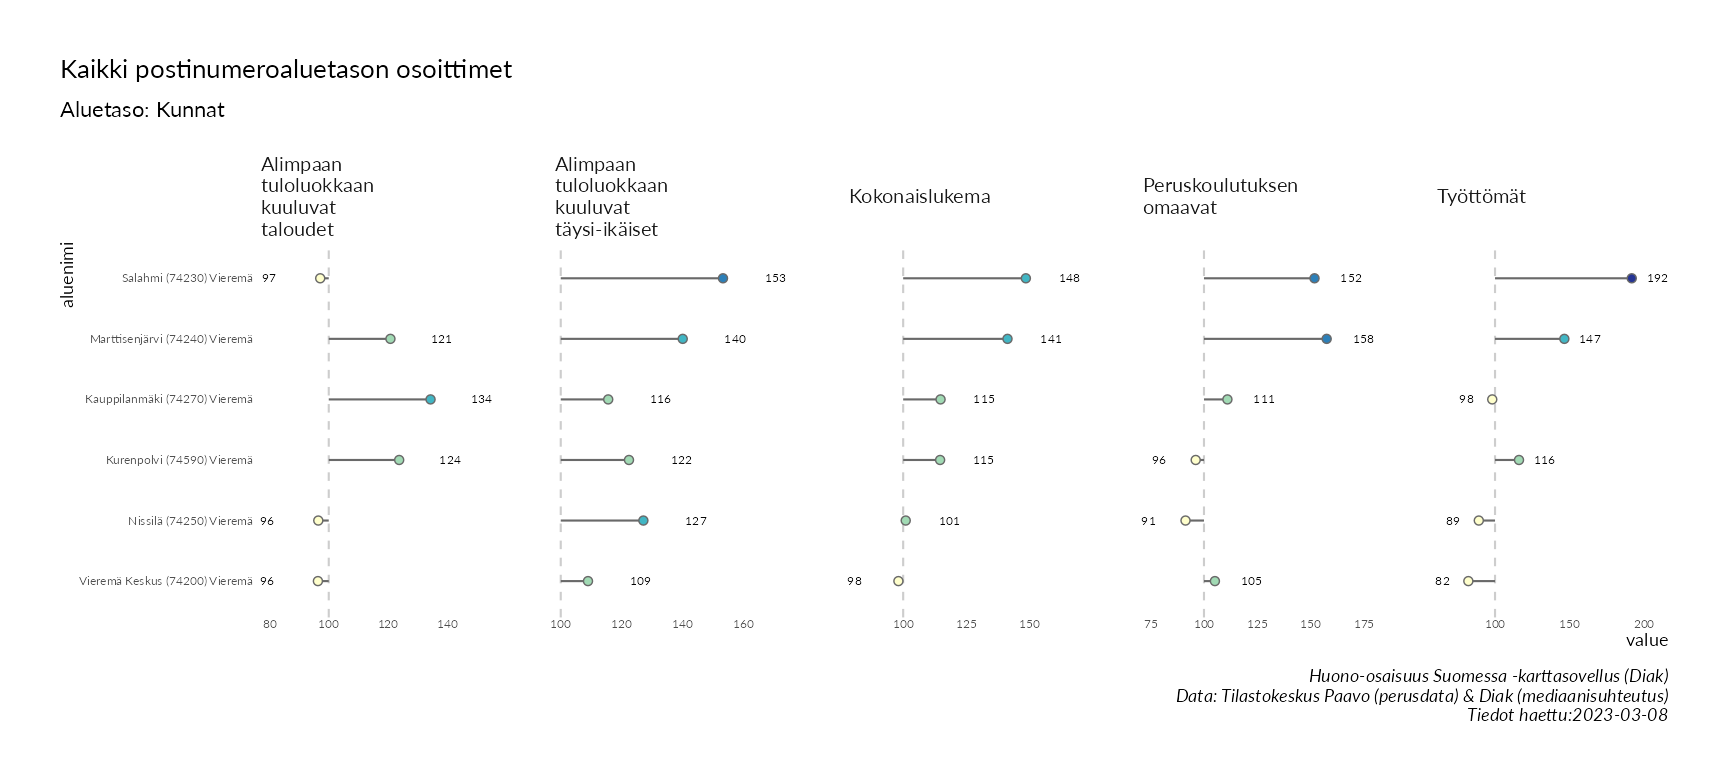 Kaikki postinumeroaluetason osoittimet
Aluetaso: Kunnat
Alimpaan
tuloluokkaan
kuuluvat
taloudet
Alimpaan
tuloluokkaan
kuuluvat
täysi-ikäiset
Kokonaislukema
Peruskoulutuksen
omaavat
Työttömät
aluenimi
Salahmi (74230) Vieremä 97 153 148 152 192
Marttisenjärvi (74240) Vieremä 121 140 141 158 147
Kauppilanmäki (74270) Vieremä 134 116 115 111 98
Kurenpolvi (74590) Vieremä 124 122 115 96 116
Nissilä (74250) Vieremä 96 127 101 91 89
Vieremä Keskus (74200) Vieremä 96 109 98 105 82
80 100 120 140 100 120 140 160 100 125 150 75 100 125 150 175 100 150 200
value
Huono-osaisuus Suomessa -karttasovellus (Diak)
Data: Tilastokeskus Paavo (perusdata) & Diak (mediaanisuhteutus)
Tiedot haettu:2023-03-08